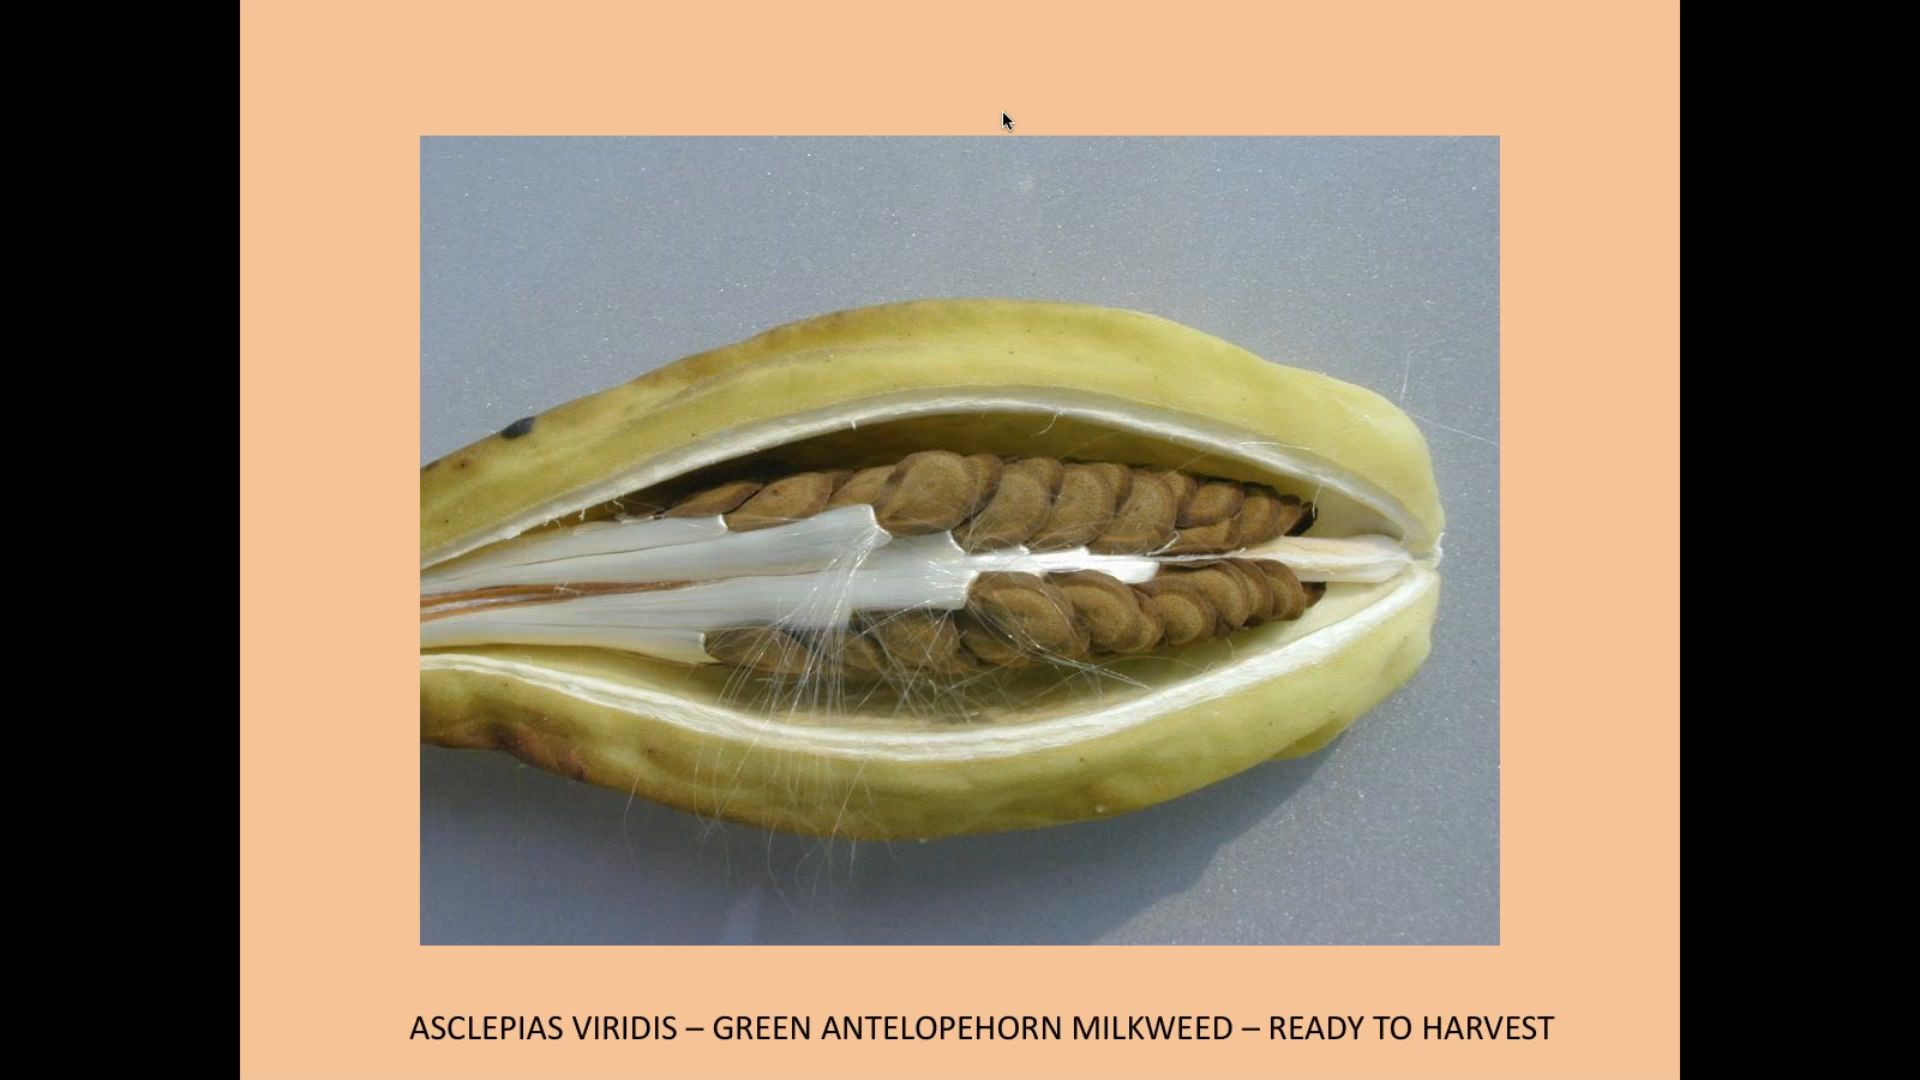 ASCLEPIAS VIRIDIS – GREEN ANTELOPEHORN MILKWEED – READY TO HARVEST